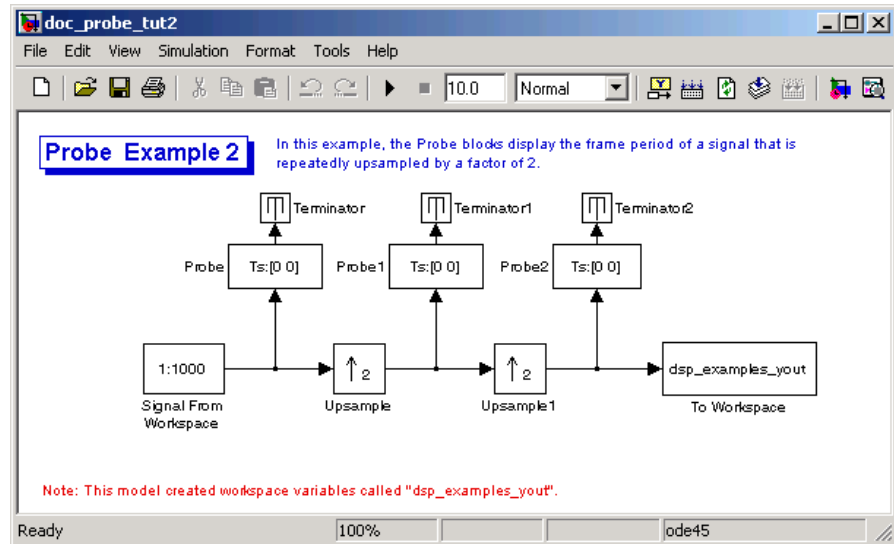 doc_probe_tut2
File Edit View Simulation Format Tools Help
10.0 Normal
Probe Example 2
In this example, the Probe blocks display the frame period of a signal that is
repeatedly upsampled by a factor of 2.
Terminator Terminator1 Terminator2
Probe Ts:[0 0] Probe1 Ts:[0 0] Probe2 Ts:[0 0]
1:1000 2 2 dsp_examples_yout
Signal From
Workspace
Upsample Upsample1 To Workspace
Note: This model created workspace variables called "dsp_examples_yout".
Ready 100% ode45